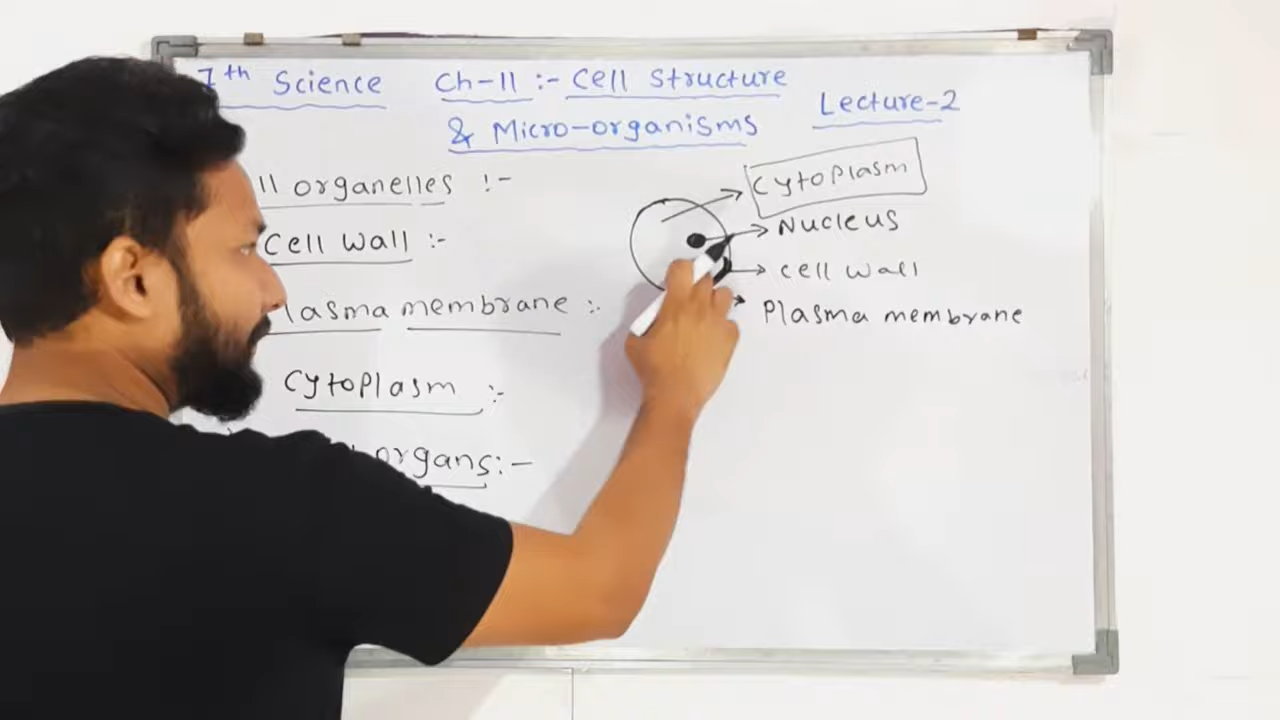 7th Science Ch-11 :- Cell Structure
& Micro-organisms
Lecture-2
ll organelles :-
Cell Wall :-
lasma membrane :-
Cytoplasm :-
organs:-
Cytoplasm
Nucleus
Cell Wall
Plasma membrane